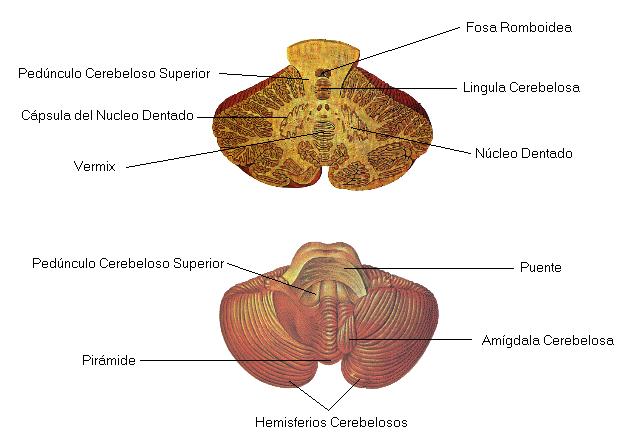 Fosa Romboidea
Pedúnculo Cerebeloso Superior
Lingula Cerebelosa
Cápsula del Nucleo Dentado
Núcleo Dentado
Vermix
Pedúnculo Cerebeloso Superior
Puente
Amígdala Cerebelosa
Pirámide
Hemisferios Cerebelosos